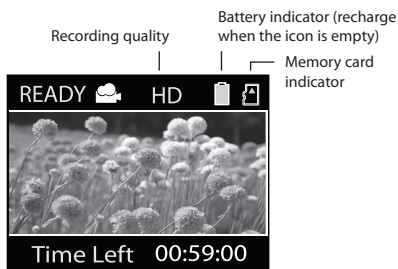 Battery indicator (recharge
when the icon is empty)
Recording quality
Memory card
indicator
READY HD
Time Left 00:59:00